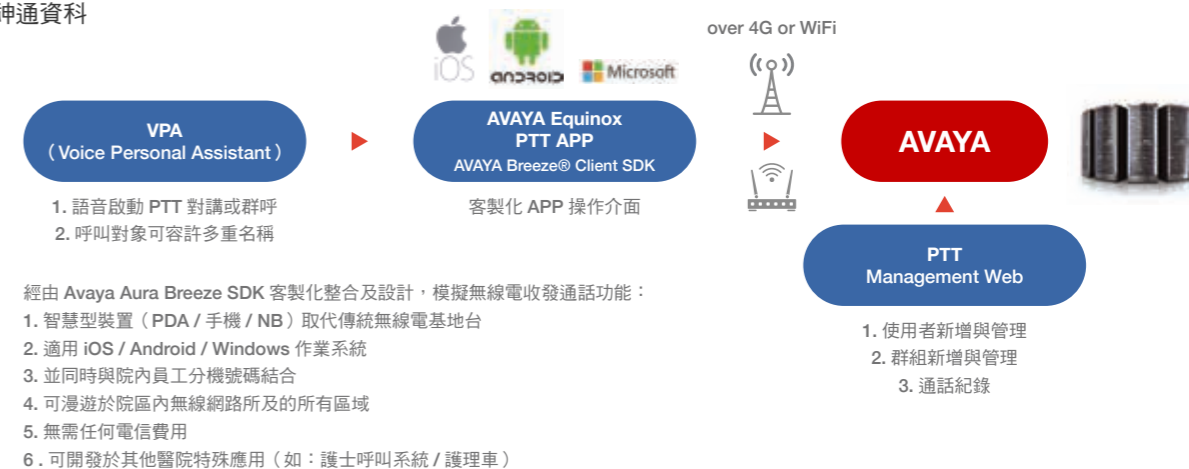 神通資料
over 4G or WiFi
iOS
ANDROID
Microsoft
VPA
（Voice Personal Assistant）
1. 語音啟動 PTT 對講或群呼
2. 呼叫對象可容許多重名稱
AVAYA Equinox
PTT APP
AVAYA Breeze® Client SDK
客製化 APP 操作介面
AVAYA
PTT
Management Web
1. 使用者新增與管理
2. 群組新增與管理
3. 通話紀錄
經由 Avaya Aura Breeze SDK 客製化整合及設計，模擬無線電收發通話功能：
1. 智慧型裝置（PDA / 手機 / NB）取代傳統無線電基地台
2. 適用 iOS / Android / Windows 作業系統
3. 並同時與院內員工分機號碼結合
4. 可漫遊於院區內無線網路所及的所有區域
5. 無需任何電信費用
6 . 可開發於其他醫院特殊應用（如：護士呼叫系統 / 護理車）